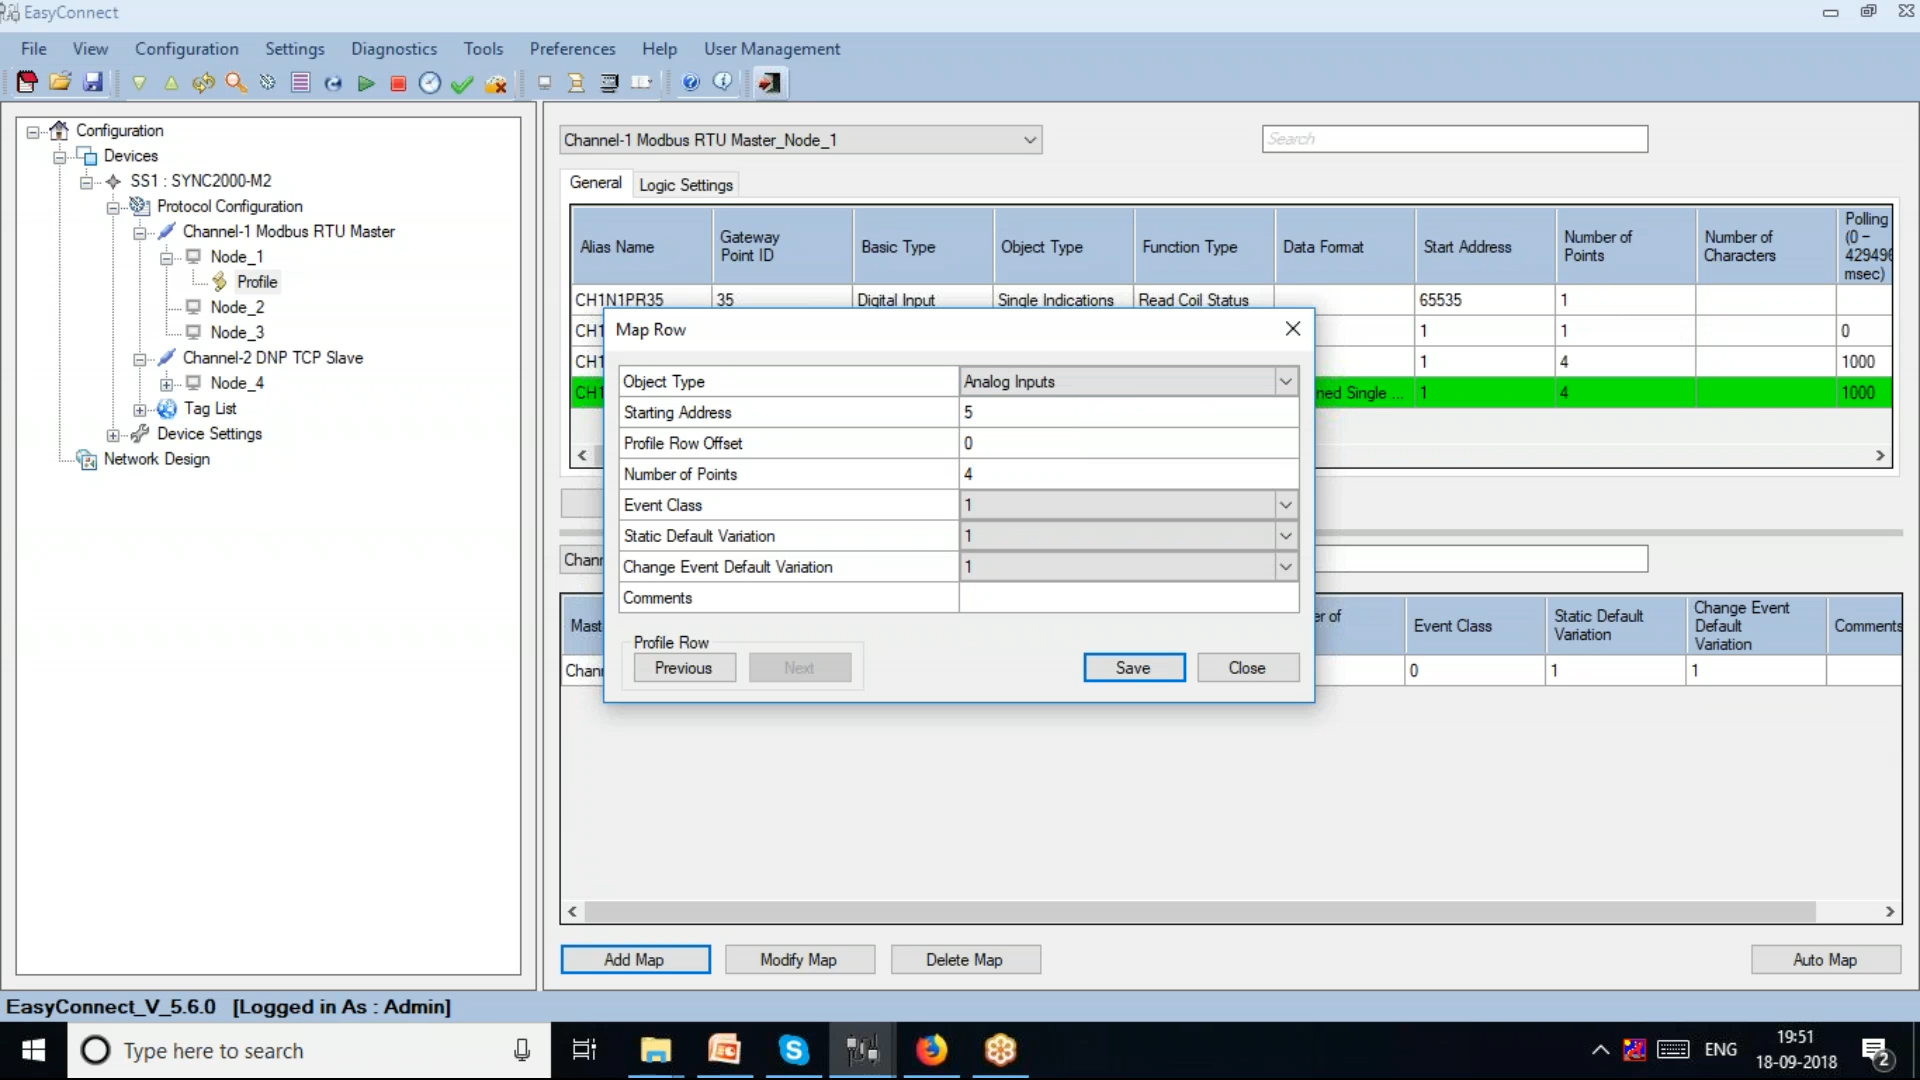 EasyConnect
File View Configuration Settings Diagnostics Tools Preferences Help User Management
Configuration
Devices
SS1 : SYNC2000-M2
Protocol Configuration
Channel-1 Modbus RTU Master
Node_1
Profile
Node_2
Node_3
Channel-2 DNP TCP Slave
Node_4
Tag List
Device Settings
Network Design
Channel-1 Modbus RTU Master_Node_1
Search
General Logic Settings
Alias Name Gateway Point ID Basic Type Object Type Function Type Data Format Start Address Number of Points Number of Characters Polling (0 – 42949 msec)
CH1N1PR35 35 Digital Input Single Indications Read Coil Status 65535 1
CH1 1 1 0
CH1 1 4 1000
CH1 ned Single ... 1 4 1000
Map Row
Object Type Analog Inputs
Starting Address 5
Profile Row Offset 0
Number of Points 4
Event Class 1
Static Default Variation 1
Change Event Default Variation 1
Comments
Profile Row
Previous Next Save Close
Chann
Mast er of Event Class Static Default Variation Change Event Default Variation Comments
Chann 0 1 1
Add Map Modify Map Delete Map Auto Map
EasyConnect_V_5.6.0 [Logged in As : Admin]
Type here to search
ENG
19:51
18-09-2018
2